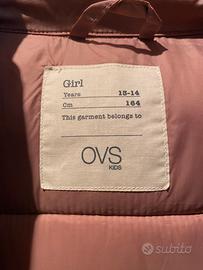 Girl
Years 13-14
Cm 164
This garment belongs to
OVS
KIDS
subito